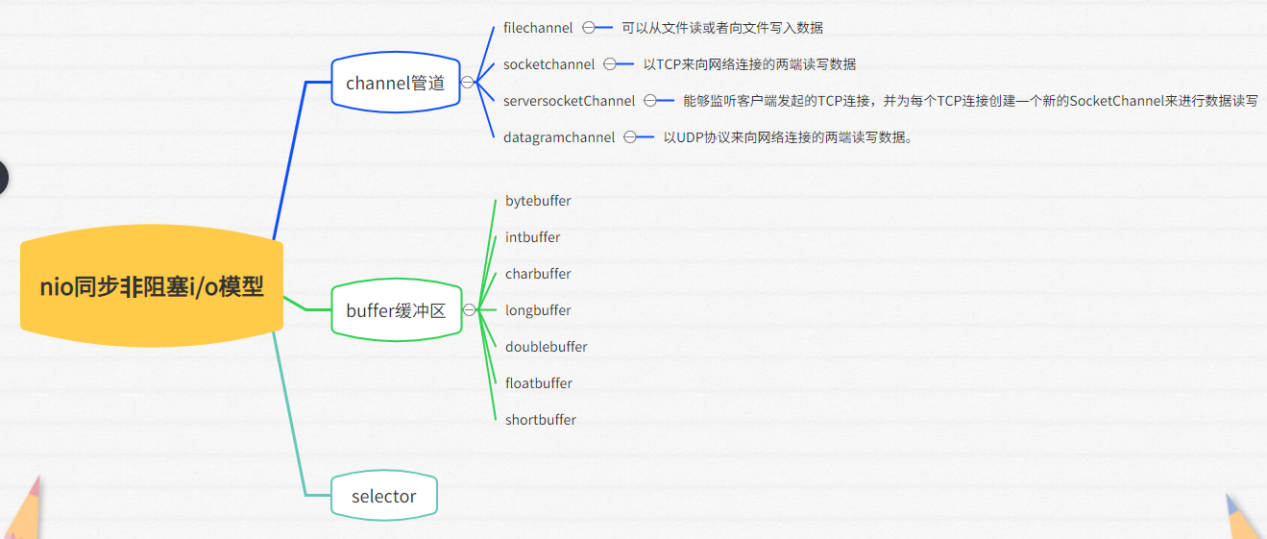 filechannel 可以从文件读或者向文件写入数据
socketchannel 以TCP来向网络连接的两端读写数据
channel管道
serversocketChannel 能够监听客户端发起的TCP连接，并为每个TCP连接创建一个新的SocketChannel来进行数据读写
datagramchannel 以UDP协议来向网络连接的两端读写数据。
nio同步非阻塞i/o模型
buffer缓冲区
bytebuffer
intbuffer
charbuffer
longbuffer
doublebuffer
floatbuffer
shortbuffer
selector